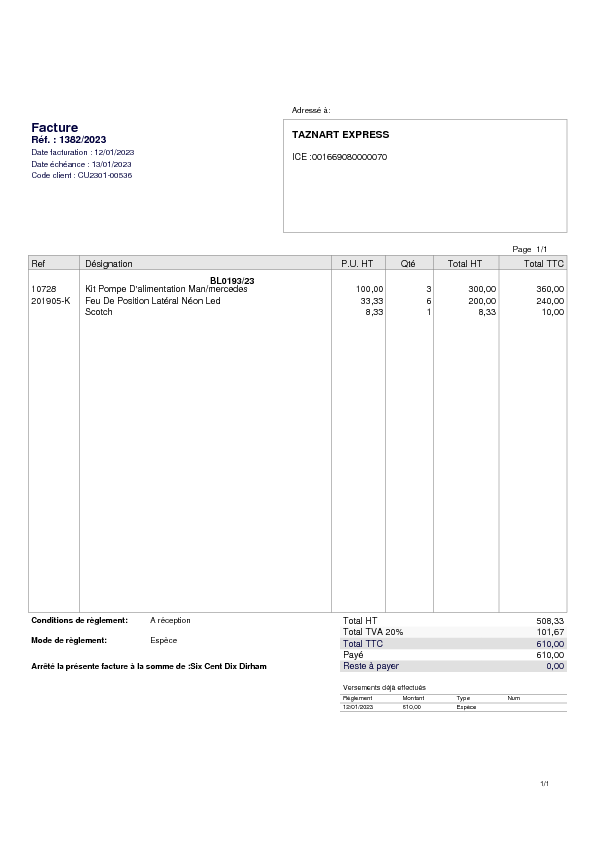 Adressé à:
Facture
Réf. : 1382/2023
Date facturation : 12/01/2023
Date échéance : 13/01/2023
Code client : CU2301-00536
TAZNART EXPRESS
ICE :001669080000070
Page 1/1
Ref Désignation P.U. HT Qté Total HT Total TTC
BL0193/23
10728 Kit Pompe D'alimentation Man/mercedes 100,00 3 300,00 360,00
201905-K Feu De Position Latéral Néon Led 33,33 6 200,00 240,00
Scotch 8,33 1 8,33 10,00
Conditions de règlement: A réception
Mode de règlement: Espèce
Arrêté la présente facture à la somme de :Six Cent Dix Dirham
Total HT 508,33
Total TVA 20% 101,67
Total TTC 610,00
Payé 610,00
Reste à payer 0,00
Versements déjà effectués
Règlement Montant Type Num
12/01/2023 610,00 Espèce
1/1